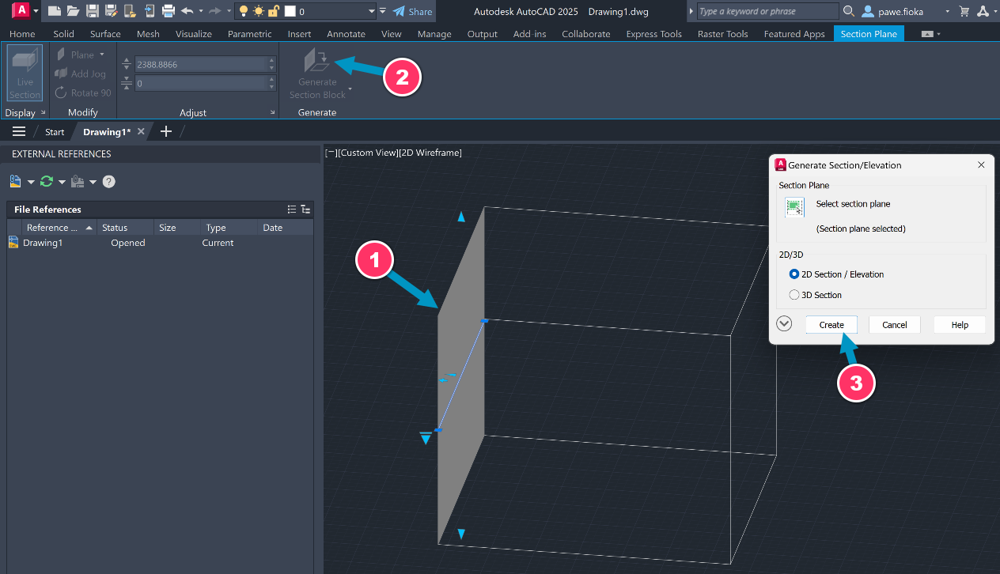 A 0 Share Autodesk AutoCAD 2025 Drawing1.dwg Type a keyword or phrase pawe.fioka
Home Solid Surface Mesh Visualize Parametric Insert Annotate View Manage Output Add-ins Collaborate Express Tools Raster Tools Featured Apps Section Plane
Live
Section
Display
Plane
Add Jog
Rotate 90
Modify
2388.8866
0
Adjust
Generate
Section Block
Generate
2
Start Drawing1*
EXTERNAL REFERENCES
File References
Reference ... Status Size Type Date
Drawing1 Opened Current
[−][Custom View][2D Wireframe]
1
Generate Section/Elevation
Section Plane
Select section plane
(Section plane selected)
2D/3D
2D Section / Elevation
3D Section
Create Cancel Help
3